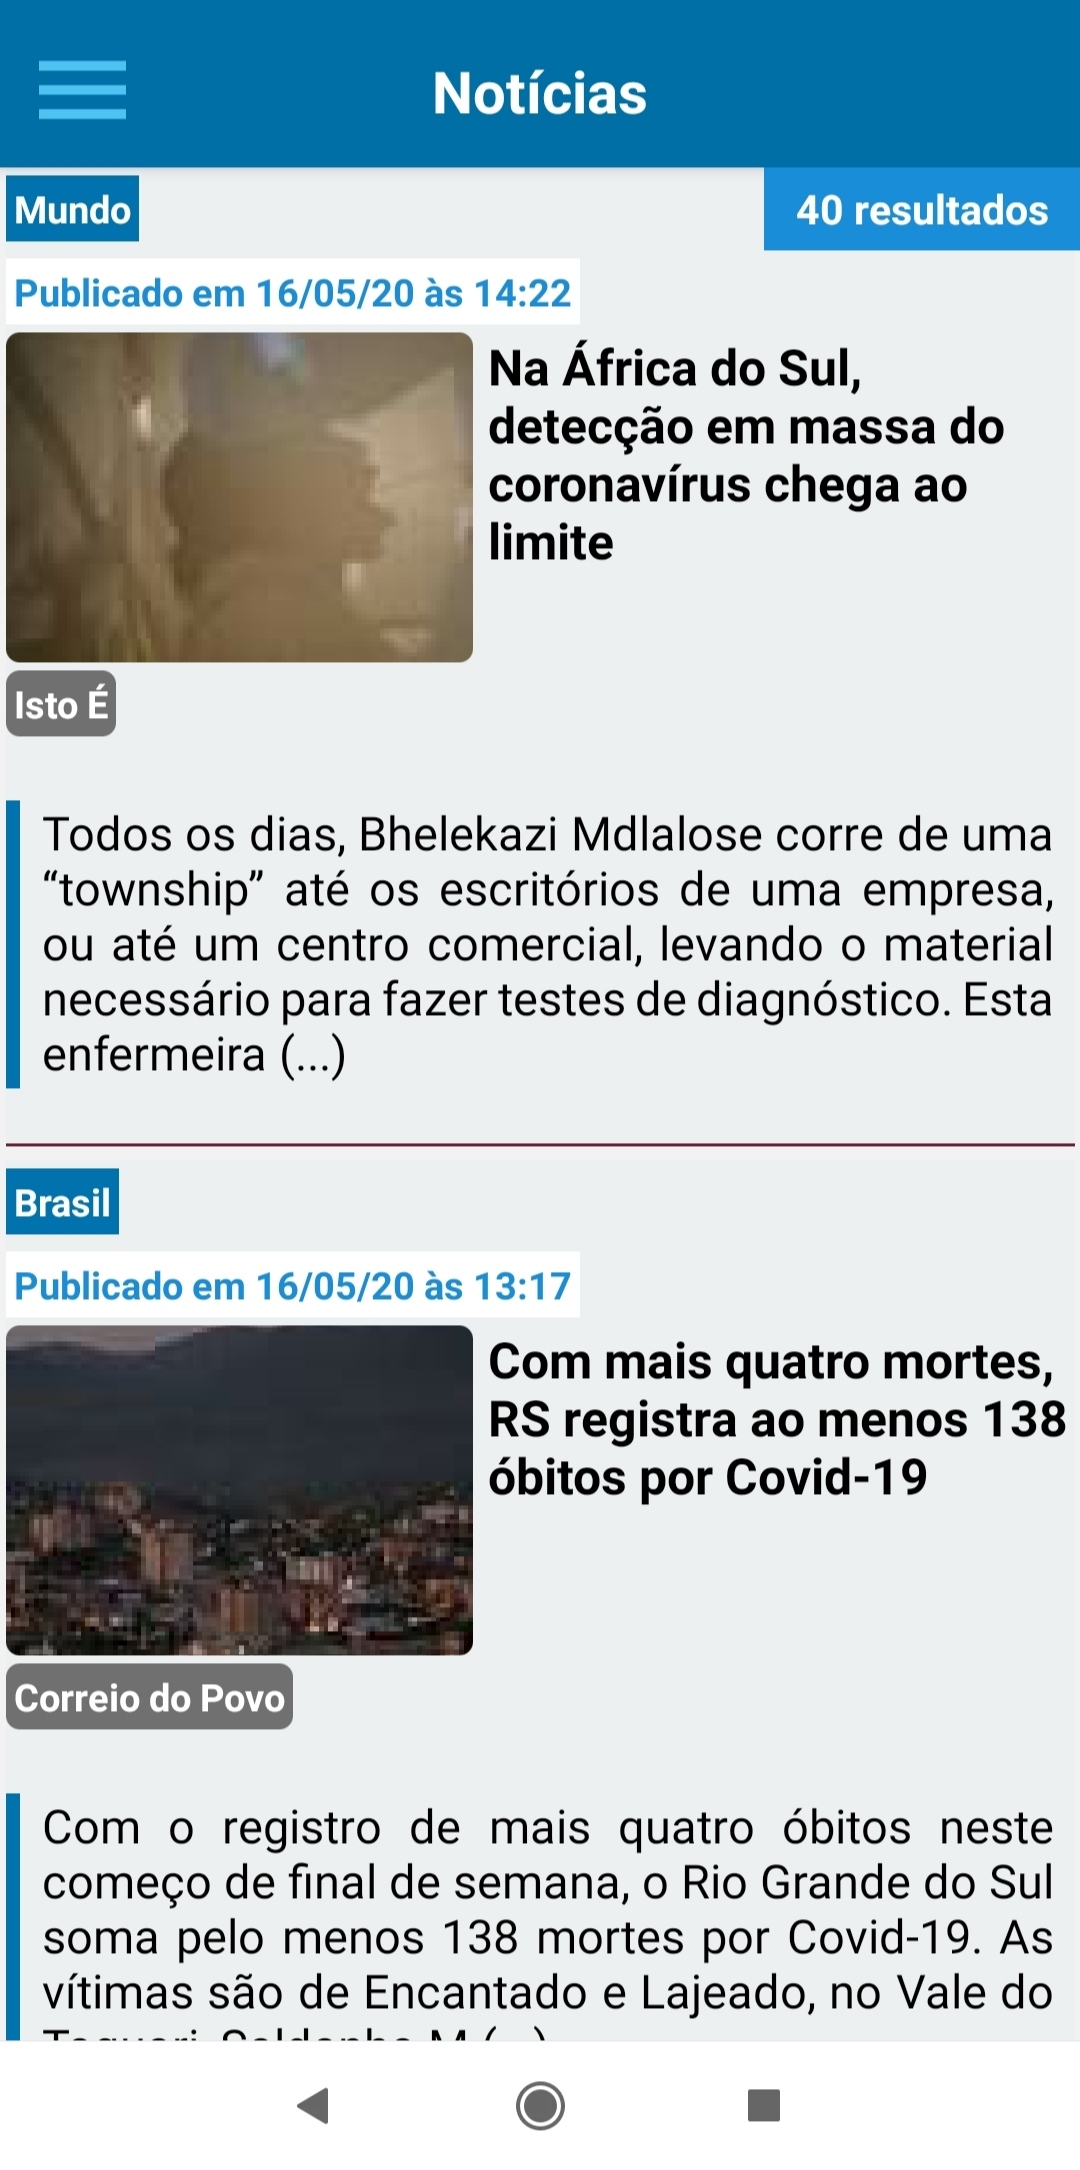 Notícias
Mundo
40 resultados
Publicado em 16/05/20 às 14:22
Na África do Sul,
detecção em massa do
coronavírus chega ao
limite
Isto É
Todos os dias, Bhelekazi Mdlalose corre de uma
“township” até os escritórios de uma empresa,
ou até um centro comercial, levando o material
necessário para fazer testes de diagnóstico. Esta
enfermeira (...)
Brasil
Publicado em 16/05/20 às 13:17
Com mais quatro mortes,
RS registra ao menos 138
óbitos por Covid-19
Correio do Povo
Com o registro de mais quatro óbitos neste
começo de final de semana, o Rio Grande do Sul
soma pelo menos 138 mortes por Covid-19. As
vítimas são de Encantado e Lajeado, no Vale do